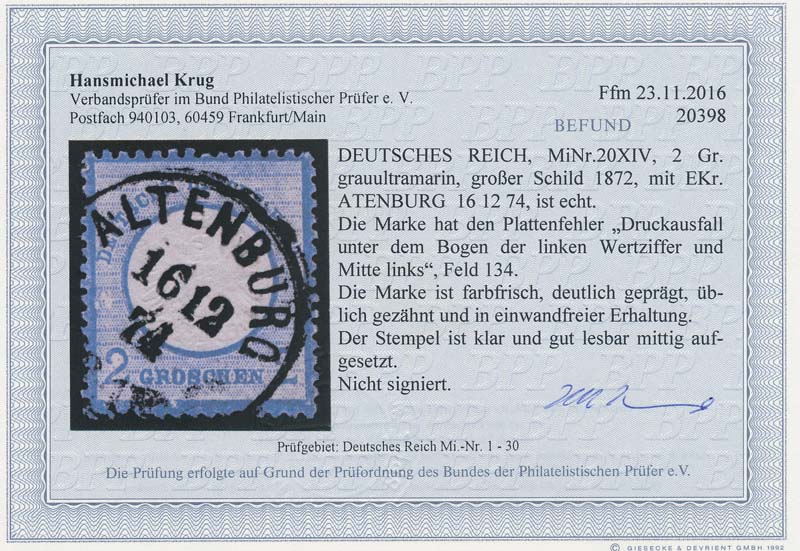 Hansmichael Krug
Verbandsprüfer im Bund Philatelistischer Prüfer e. V.
Postfach 940103, 60459 Frankfurt/Main
Ffm 23.11.2016
20398
BEFUND
DEUTSCHES REICH, MiNr.20XIV, 2 Gr.
grauultramarin, großer Schild 1872, mit EKr.
ATENBURG 16 12 74, ist echt.
Die Marke hat den Plattenfehler „Druckausfall
unter dem Bogen der linken Wertziffer und
Mitte links“, Feld 134.
Die Marke ist farbfrisch, deutlich geprägt, üb-
lich gezähnt und in einwandfreier Erhaltung.
Der Stempel ist klar und gut lesbar mittig auf-
gesetzt.
Nicht signiert.
ALTENBURG
16 12
74
2 GROSCHEN 2
Prüfgebiet: Deutsches Reich Mi.-Nr. 1 - 30
Die Prüfung erfolgte auf Grund der Prüfordnung des Bundes der Philatelistischen Prüfer e.V.
© GIESECKE & DEVRIENT GMBH 1992
BPP